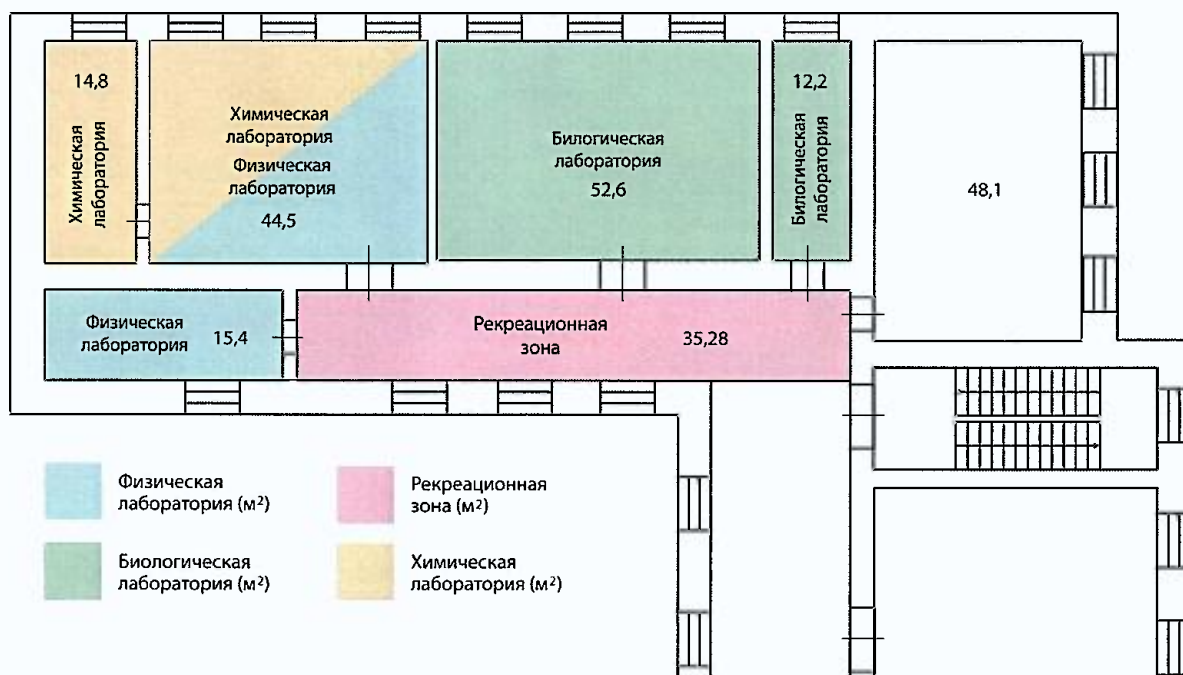 14,8
Химическая
лаборатория
Химическая
лаборатория
Физическая
лаборатория
44,5
Билогическая
лаборатория
52,6
12,2
Билогическая
лаборатория
48,1
Физическая
лаборатория
15,4
Рекреационная
зона
35,28
Физическая
лаборатория (м²)
Рекреационная
зона (м²)
Биологическая
лаборатория (м²)
Химическая
лаборатория (м²)